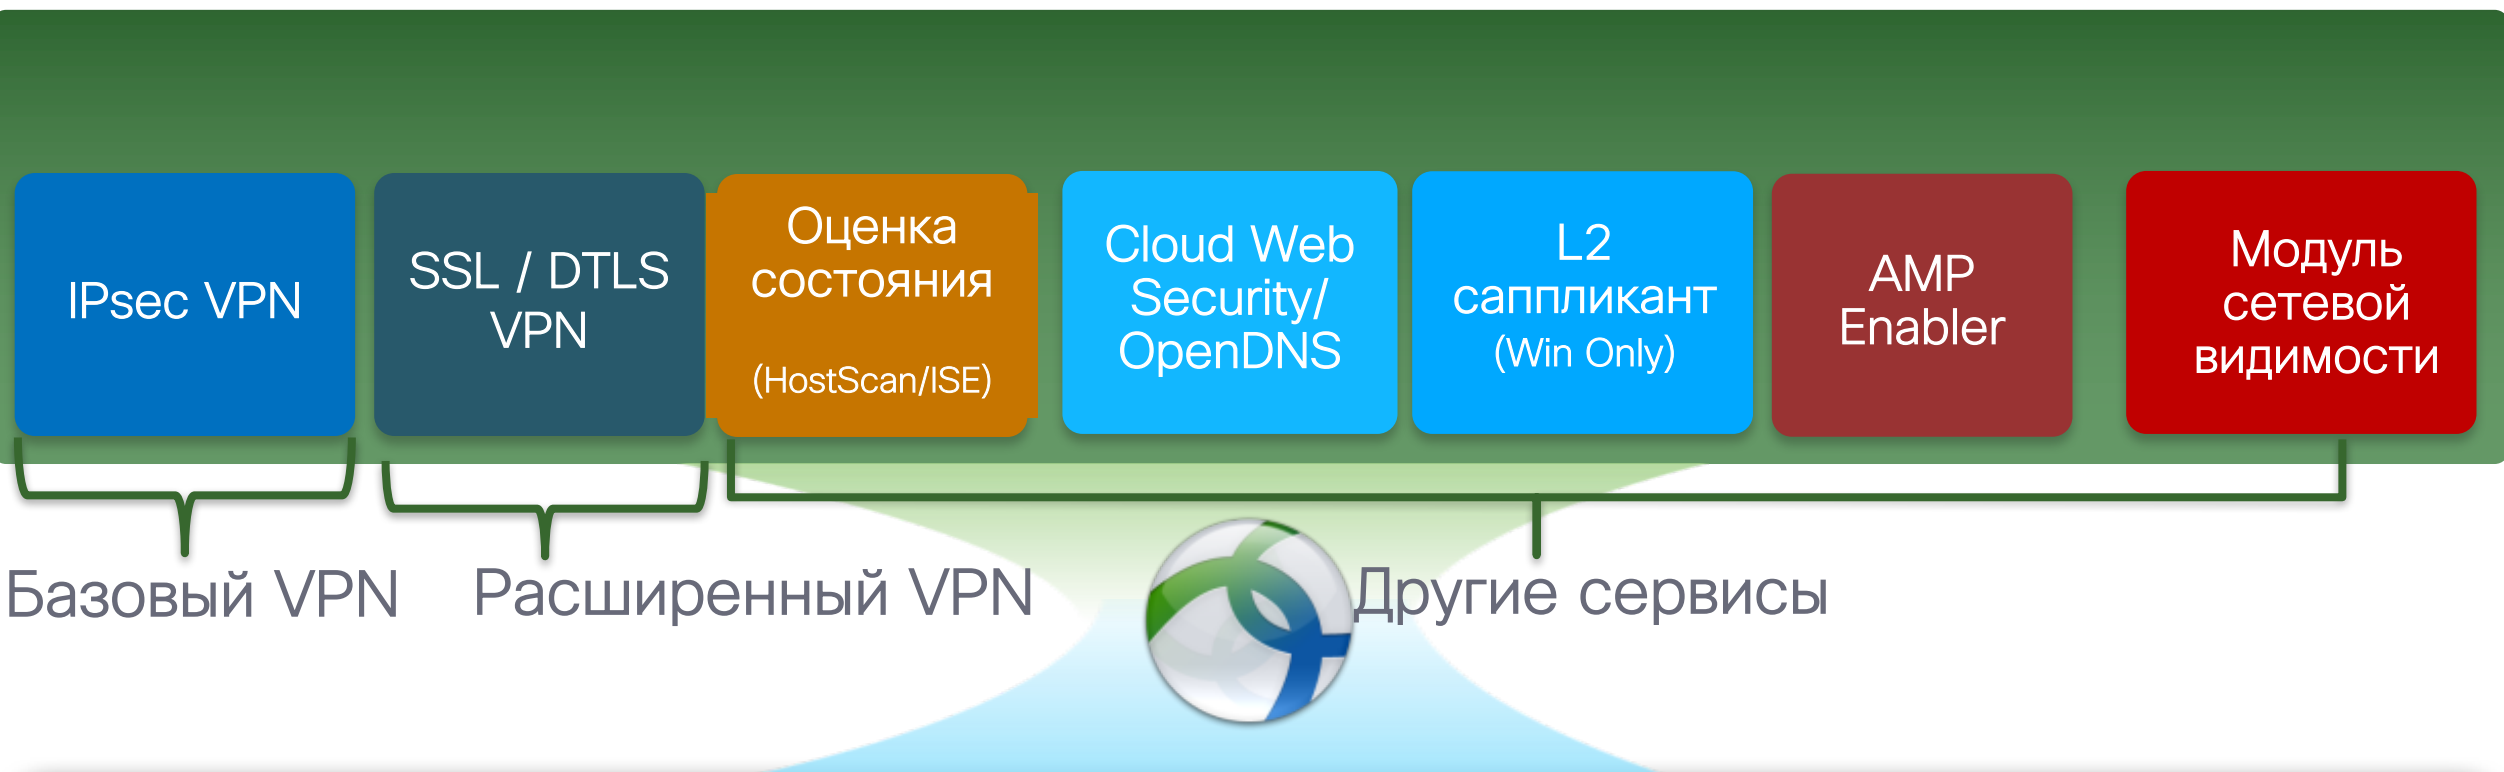 IPsec VPN
SSL / DTLS
VPN
Оценка
состояния
(HostScan/ISE)
Cloud Web
Security/
OpenDNS
L2
саппликант
(Win Only)
AMP
Enabler
Модуль
сетевой
видимости
Базовый VPN
Расширенный VPN
Другие сервисы